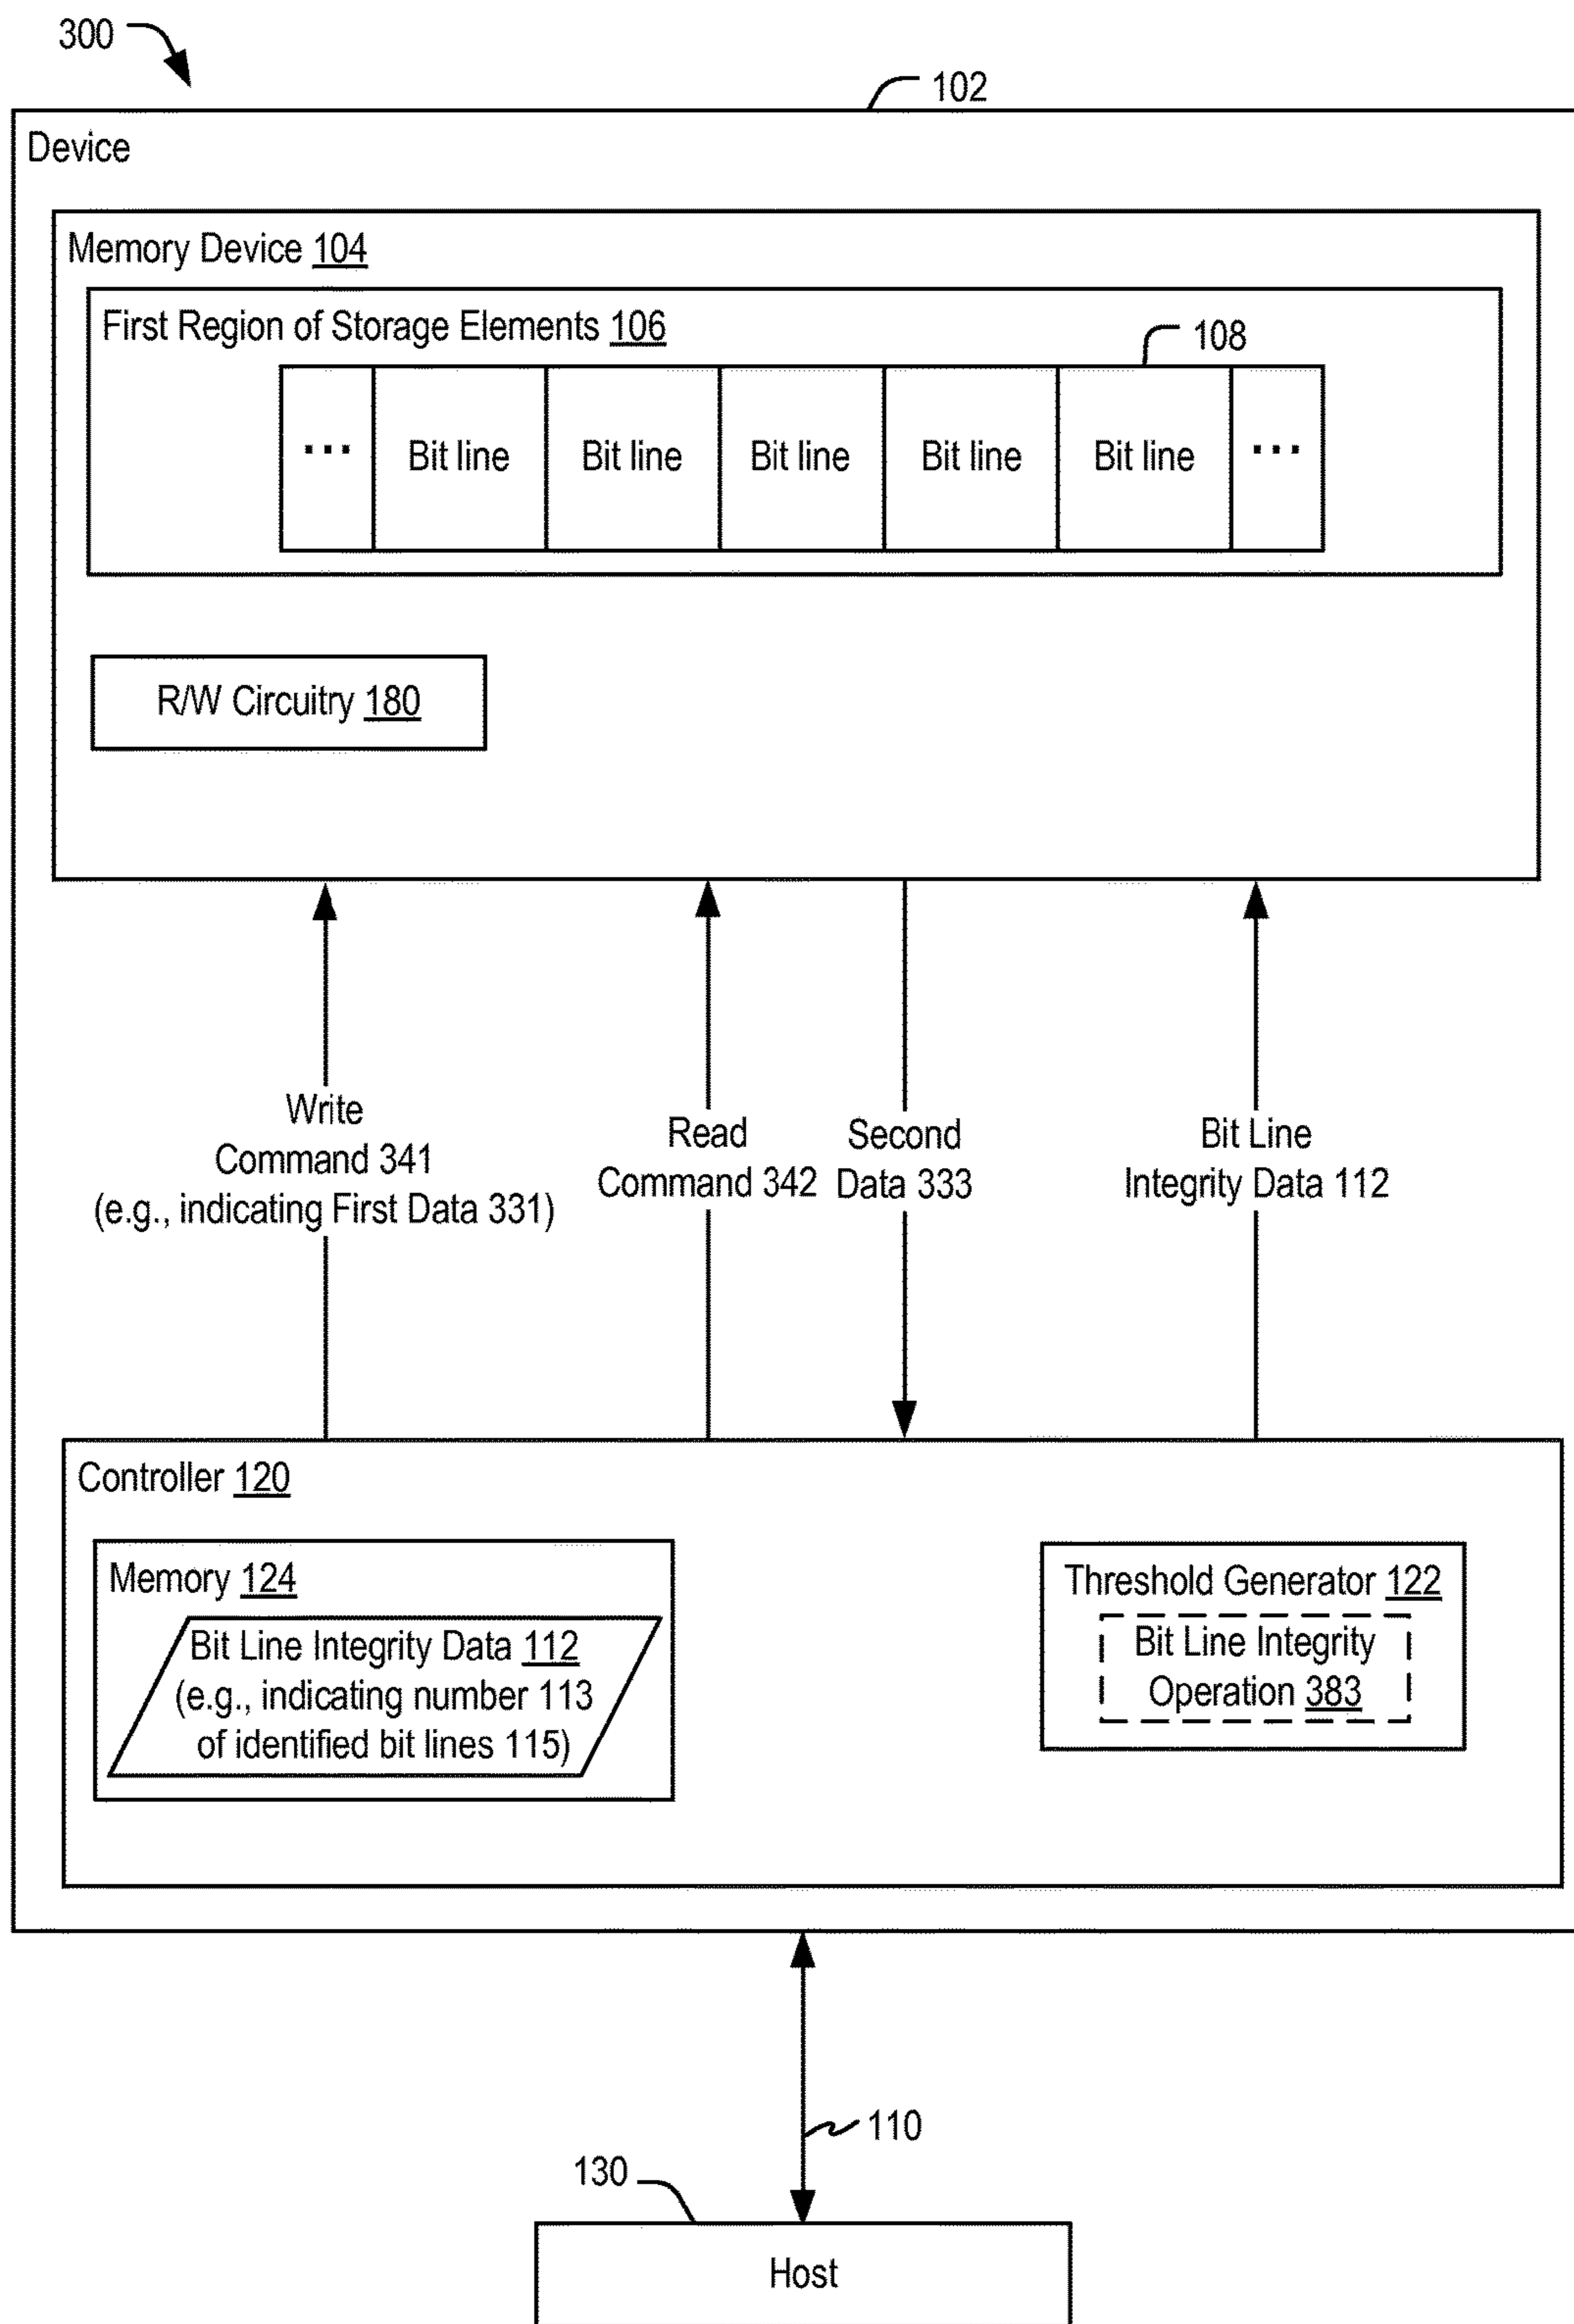 300
102
Device
Memory Device 104
First Region of Storage Elements 106
108
... Bit line Bit line Bit line Bit line Bit line ...
R/W Circuitry 180
Write
Command 341
(e.g., indicating First Data 331)
Read
Command 342
Second
Data 333
Bit Line
Integrity Data 112
Controller 120
Memory 124
Bit Line Integrity Data 112
(e.g., indicating number 113
of identified bit lines 115)
Threshold Generator 122
Bit Line Integrity
Operation 383
110
130
Host